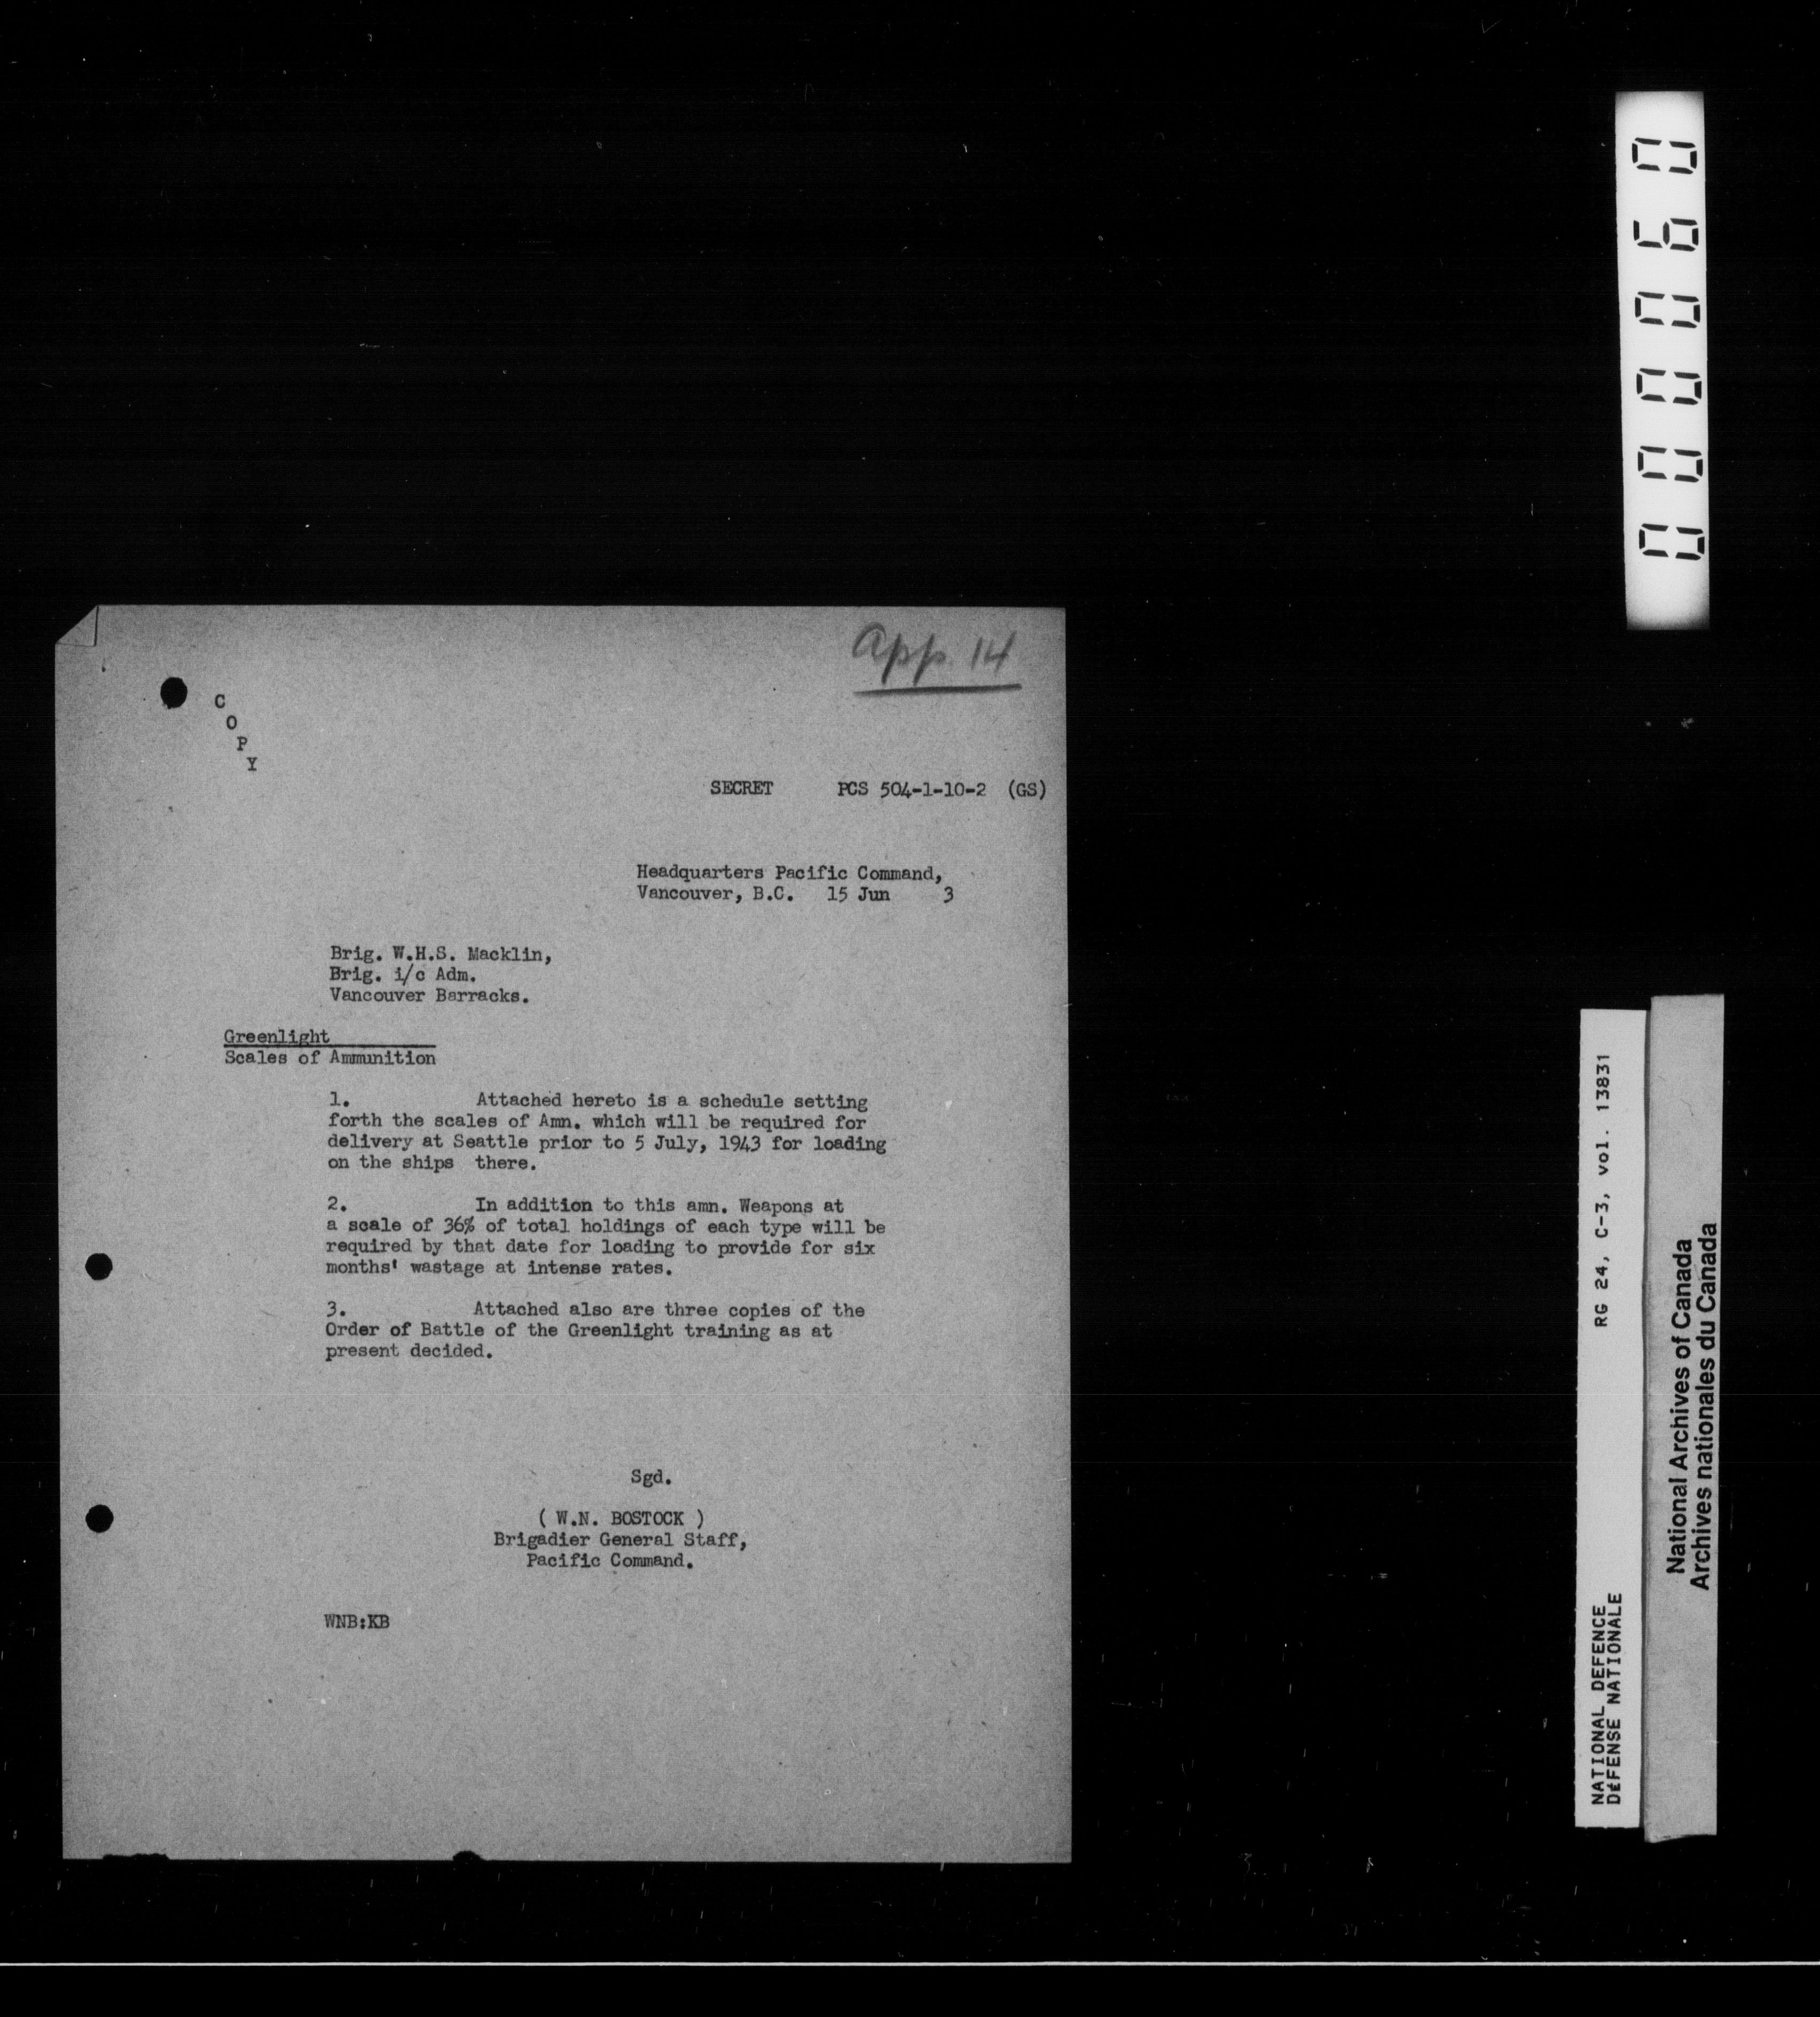 App. 14
C
O
P
Y
SECRET PCS 504-1-10-2 (GS)
Headquarters Pacific Command,
Vancouver, B.C. 15 Jun 3
Brig. W.H.S. Macklin,
Brig. i/c Adm.
Vancouver Barracks.
Greenlight
Scales of Ammunition
1. Attached hereto is a schedule setting
forth the scales of Amn. which will be required for
delivery at Seattle prior to 5 July, 1943 for loading
on the ships there.
2. In addition to this amn. Weapons at
a scale of 36% of total holdings of each type will be
required by that date for loading to provide for six
months' wastage at intense rates.
3. Attached also are three copies of the
Order of Battle of the Greenlight training as at
present decided.
Sgd.
( W.N. BOSTOCK )
Brigadier General Staff,
Pacific Command.
WNB:KB
000060
NATIONAL DEFENCE RG 24, C-3, vol. 13831
DÉFENSE NATIONALE
National Archives of Canada
Archives nationales du Canada